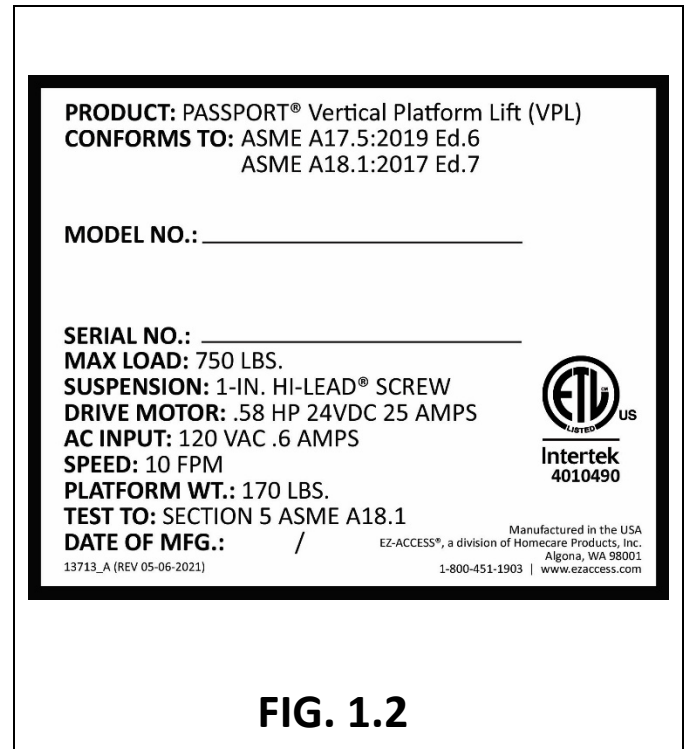 PRODUCT: PASSPORT® Vertical Platform Lift (VPL)
CONFORMS TO: ASME A17.5:2019 Ed.6
ASME A18.1:2017 Ed.7
MODEL NO.:
SERIAL NO.:
MAX LOAD: 750 LBS.
SUSPENSION: 1-IN. HI-LEAD® SCREW
DRIVE MOTOR: .58 HP 24VDC 25 AMPS
AC INPUT: 120 VAC .6 AMPS
SPEED: 10 FPM
PLATFORM WT.: 170 LBS.
TEST TO: SECTION 5 ASME A18.1
DATE OF MFG.: /
13713_A (REV 05-06-2021)
ETL
CM
LISTED
US
Intertek
4010490
Manufactured in the USA
EZ-ACCESS®, a division of Homecare Products, Inc.
Algona, WA 98001
1-800-451-1903 | www.ezaccess.com
FIG. 1.2